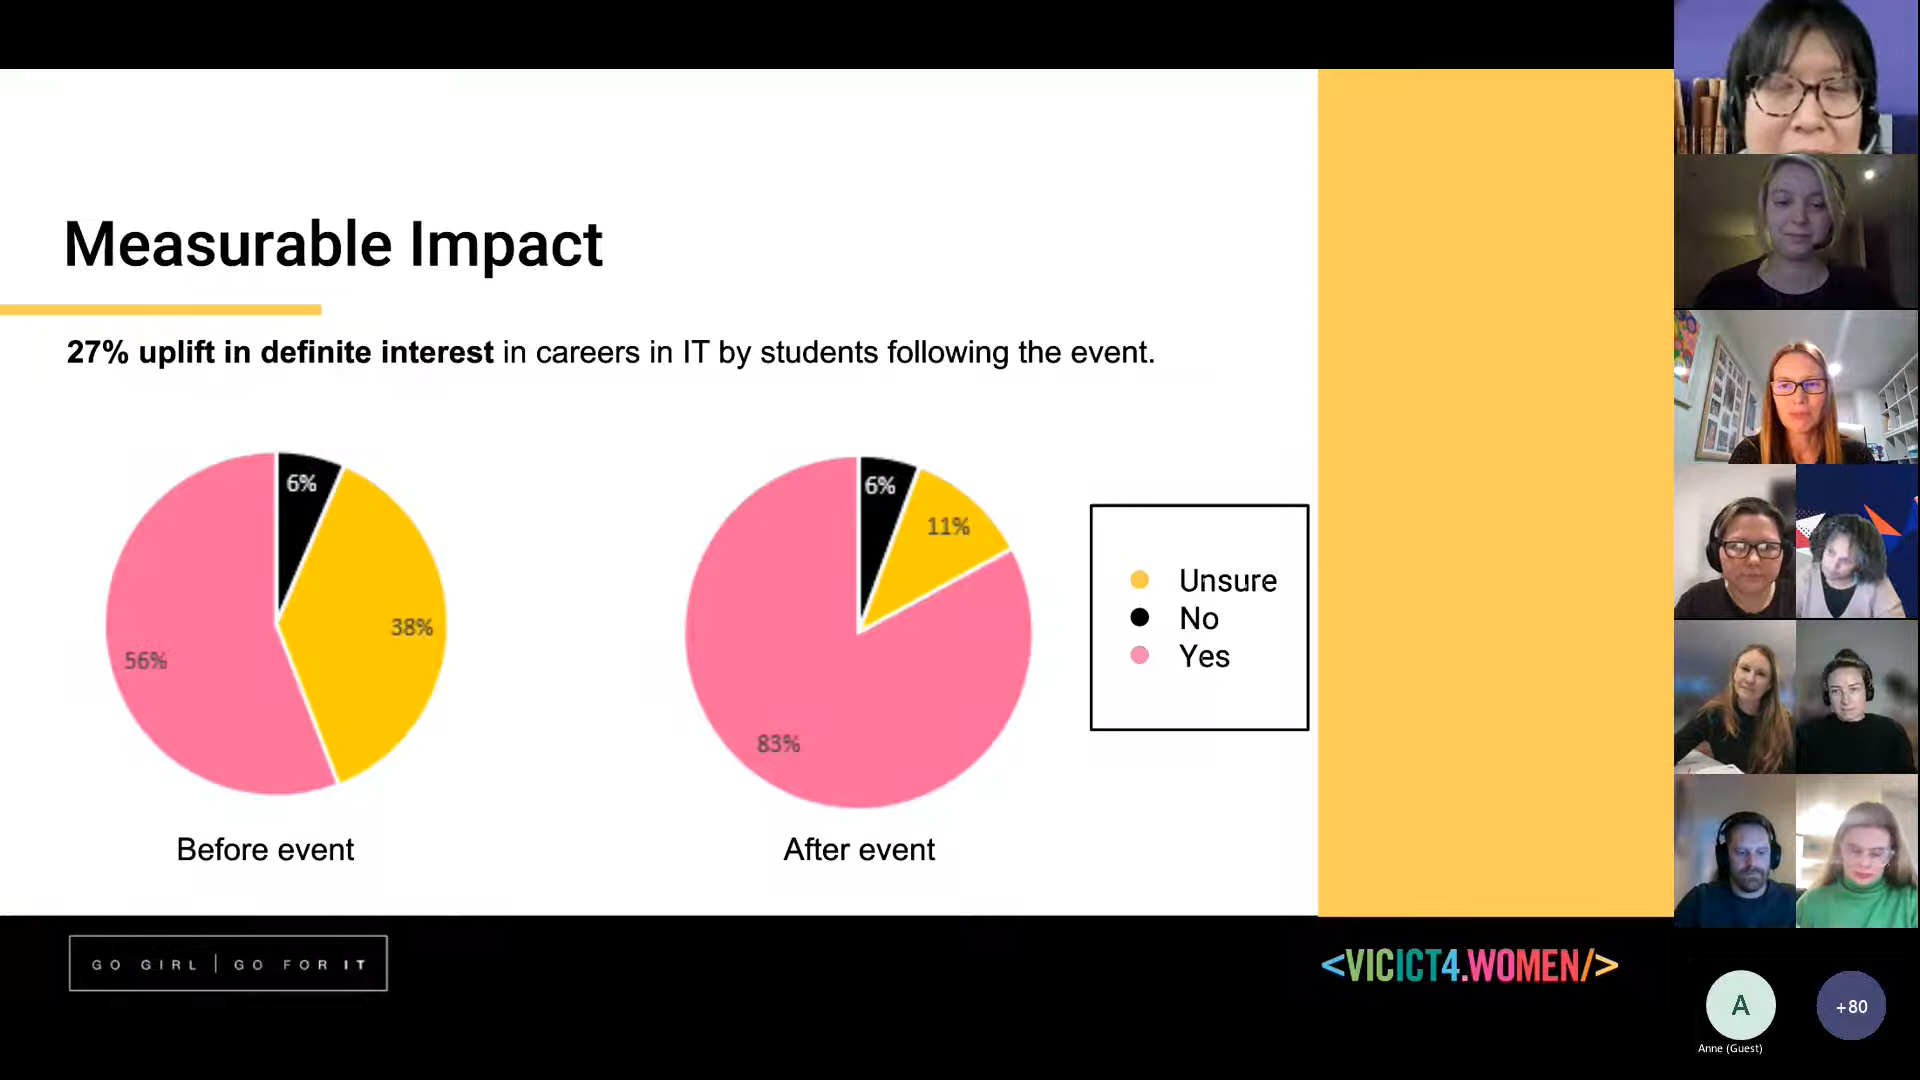 Measurable Impact
27% uplift in definite interest in careers in IT by students following the event.
6%
38%
56%
6%
11%
83%
Unsure
No
Yes
Before event
After event
GO GIRL | GO FOR IT
<VICICT4.WOMEN/>
A
+80
Anne (Guest)